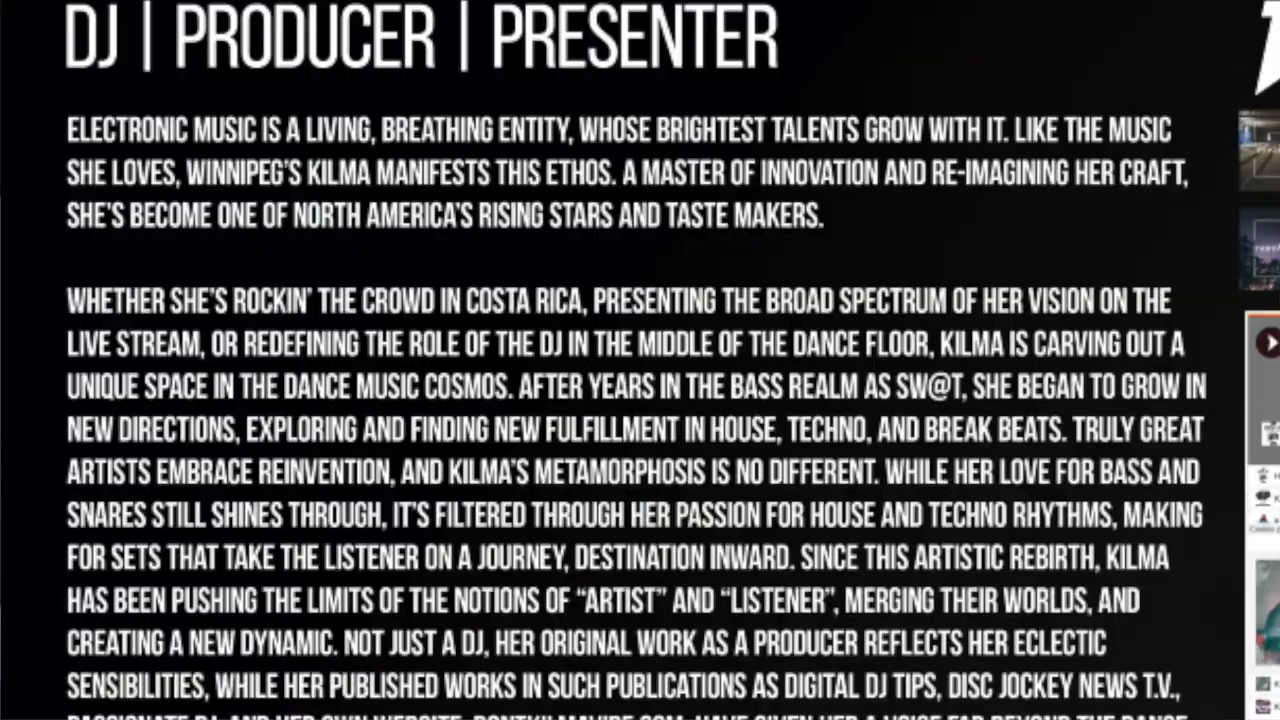 DJ | PRODUCER | PRESENTER
ELECTRONIC MUSIC IS A LIVING, BREATHING ENTITY, WHOSE BRIGHTEST TALENTS GROW WITH IT. LIKE THE MUSIC
SHE LOVES, WINNIPEG'S KILMA MANIFESTS THIS ETHOS. A MASTER OF INNOVATION AND RE-IMAGINING HER CRAFT,
SHE'S BECOME ONE OF NORTH AMERICA'S RISING STARS AND TASTE MAKERS.
WHETHER SHE'S ROCKIN' THE CROWD IN COSTA RICA, PRESENTING THE BROAD SPECTRUM OF HER VISION ON THE
LIVE STREAM, OR REDEFINING THE ROLE OF THE DJ IN THE MIDDLE OF THE DANCE FLOOR, KILMA IS CARVING OUT A
UNIQUE SPACE IN THE DANCE MUSIC COSMOS. AFTER YEARS IN THE BASS REALM AS SW@T, SHE BEGAN TO GROW IN
NEW DIRECTIONS, EXPLORING AND FINDING NEW FULFILLMENT IN HOUSE, TECHNO, AND BREAK BEATS. TRULY GREAT
ARTISTS EMBRACE REINVENTION, AND KILMA'S METAMORPHOSIS IS NO DIFFERENT. WHILE HER LOVE FOR BASS AND
SNARES STILL SHINES THROUGH, IT'S FILTERED THROUGH HER PASSION FOR HOUSE AND TECHNO RHYTHMS, MAKING
FOR SETS THAT TAKE THE LISTENER ON A JOURNEY, DESTINATION INWARD. SINCE THIS ARTISTIC REBIRTH, KILMA
HAS BEEN PUSHING THE LIMITS OF THE NOTIONS OF “ARTIST” AND “LISTENER”, MERGING THEIR WORLDS, AND
CREATING A NEW DYNAMIC. NOT JUST A DJ, HER ORIGINAL WORK AS A PRODUCER REFLECTS HER ECLECTIC
SENSIBILITIES, WHILE HER PUBLISHED WORKS IN SUCH PUBLICATIONS AS DIGITAL DJ TIPS, DISC JOCKEY NEWS T.V.,